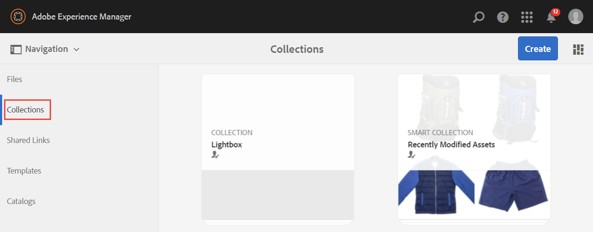 Adobe Experience Manager
12
Navigation
Collections
Create
Files
Collections
Shared Links
Templates
Catalogs
COLLECTION
Lightbox
SMART COLLECTION
Recently Modified Assets